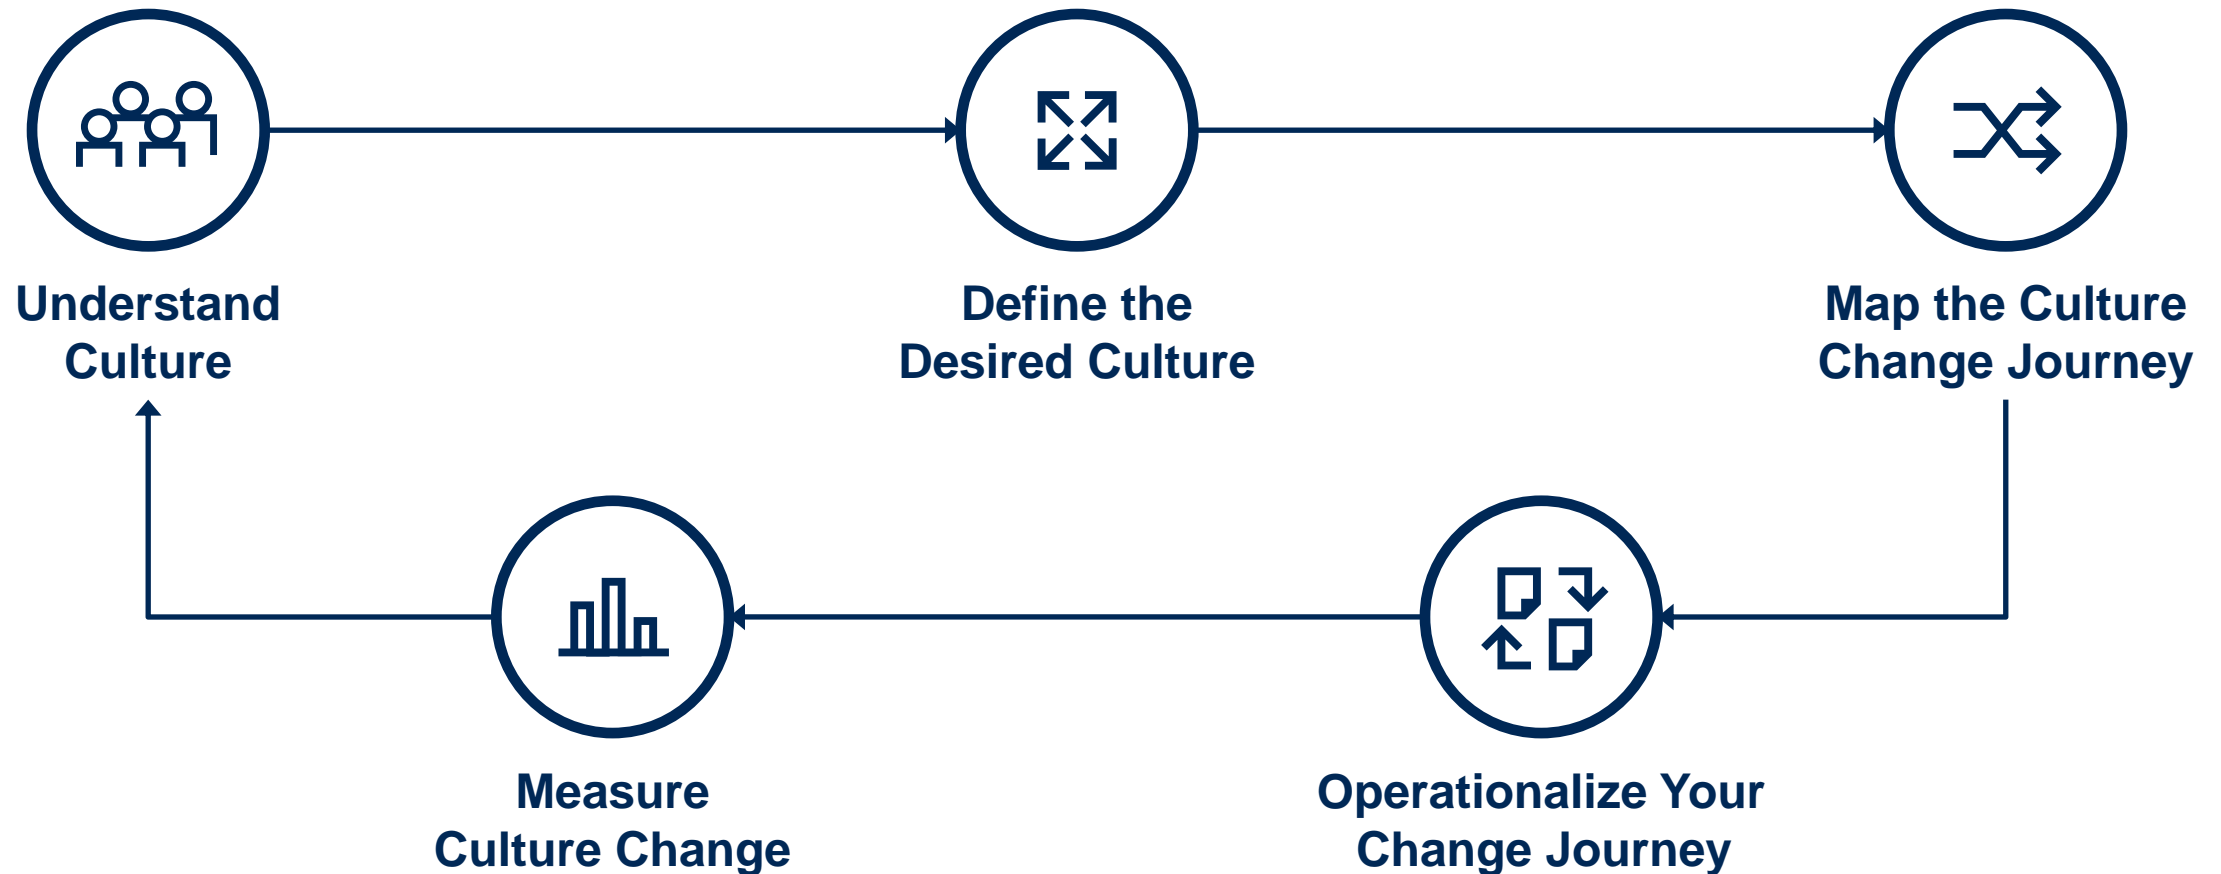 Understand
Culture
Define the
Desired Culture
Map the Culture
Change Journey
Measure
Culture Change
Operationalize Your
Change Journey